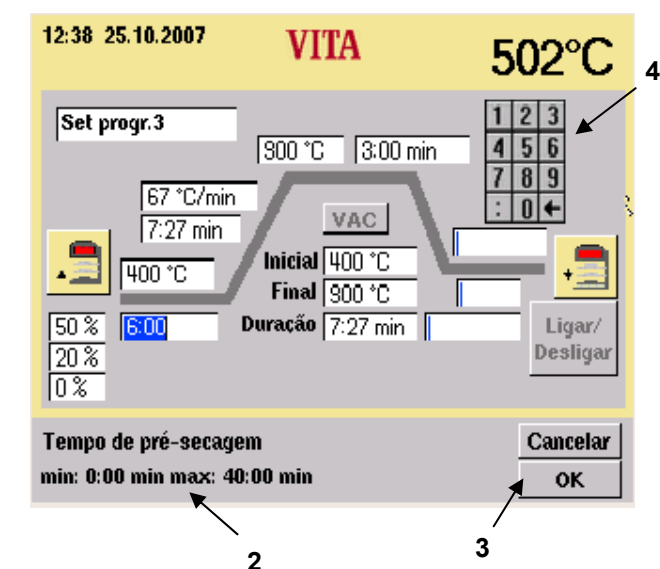 12:38 25.10.2007
VITA
502°C
4
Set progr.3
1 2 3
4 5 6
7 8 9
: 0 ←
900 °C
3:00 min
67 °C/min
7:27 min
VAC
400 °C
Inicial 400 °C
Final 900 °C
Duração 7:27 min
50 %
6:00
20 %
0 %
Ligar/
Desligar
Tempo de pré-secagem
min: 0:00 min max: 40:00 min
Cancelar
OK
2
3